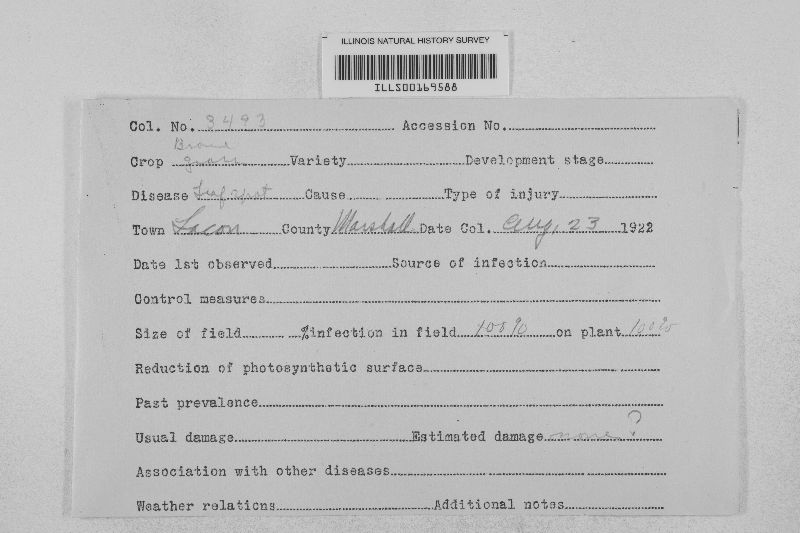 ILLINOIS NATURAL HISTORY SURVEY
ILLS00169588
Col. No. 3493 Accession No.
Brome
Crop grass Variety Development stage
Disease Leaf spot Cause Type of injury
Town Lacon County Marshall Date Col. Aug. 23 1922
Date 1st observed Source of infection
Control measures
Size of field %infection in field 100% on plant 100%
Reduction of photosynthetic surface
Past prevalence
Usual damage Estimated damage none?
Association with other diseases
Weather relations Additional notes